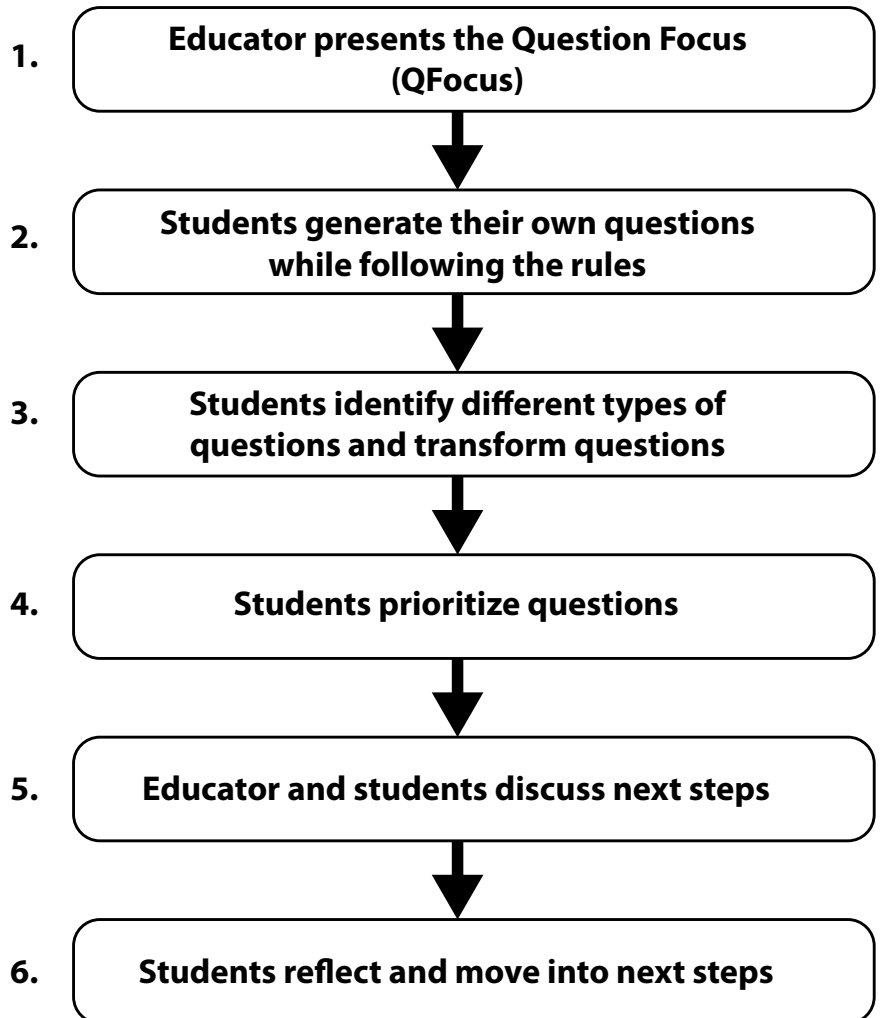 1. Educator presents the Question Focus
(QFocus)
2. Students generate their own questions
while following the rules
3. Students identify different types of
questions and transform questions
4. Students prioritize questions
5. Educator and students discuss next steps
6. Students reflect and move into next steps